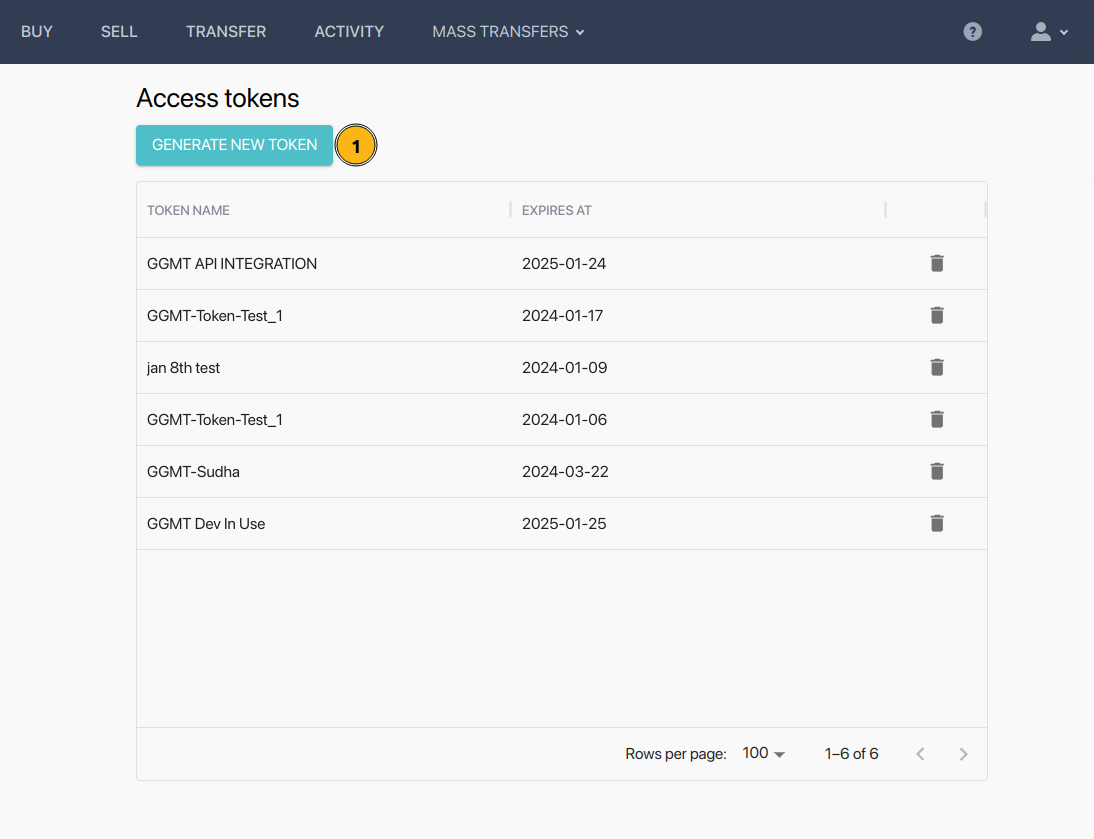 BUY SELL TRANSFER ACTIVITY MASS TRANSFERS ?
Access tokens
GENERATE NEW TOKEN 1
TOKEN NAME EXPIRES AT
GGMT API INTEGRATION 2025-01-24
GGMT-Token-Test_1 2024-01-17
jan 8th test 2024-01-09
GGMT-Token-Test_1 2024-01-06
GGMT-Sudha 2024-03-22
GGMT Dev In Use 2025-01-25
Rows per page: 100 1–6 of 6